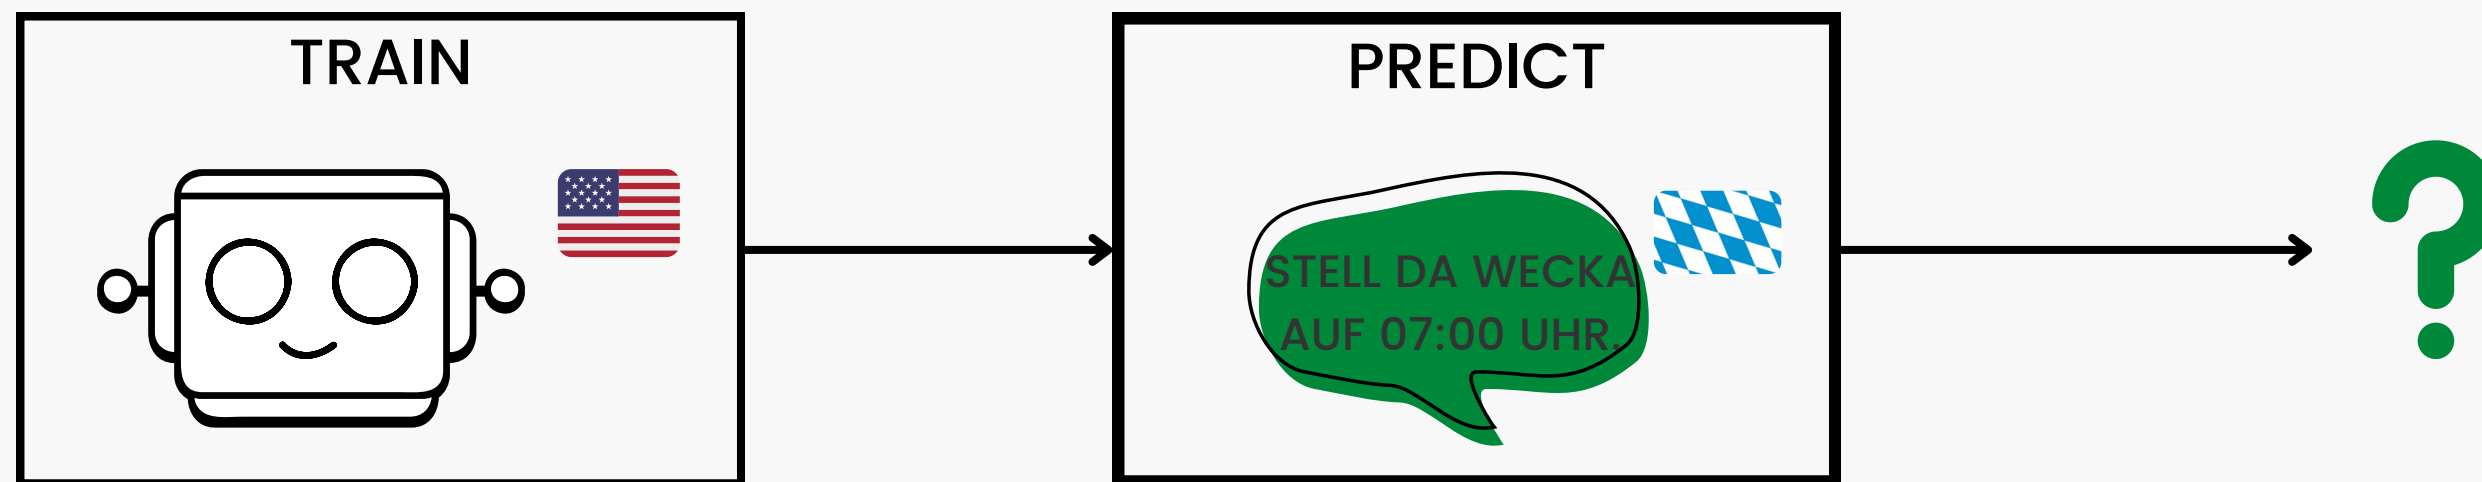 TRAIN
PREDICT
STELL DA WECKA
AUF 07:00 UHR.
?